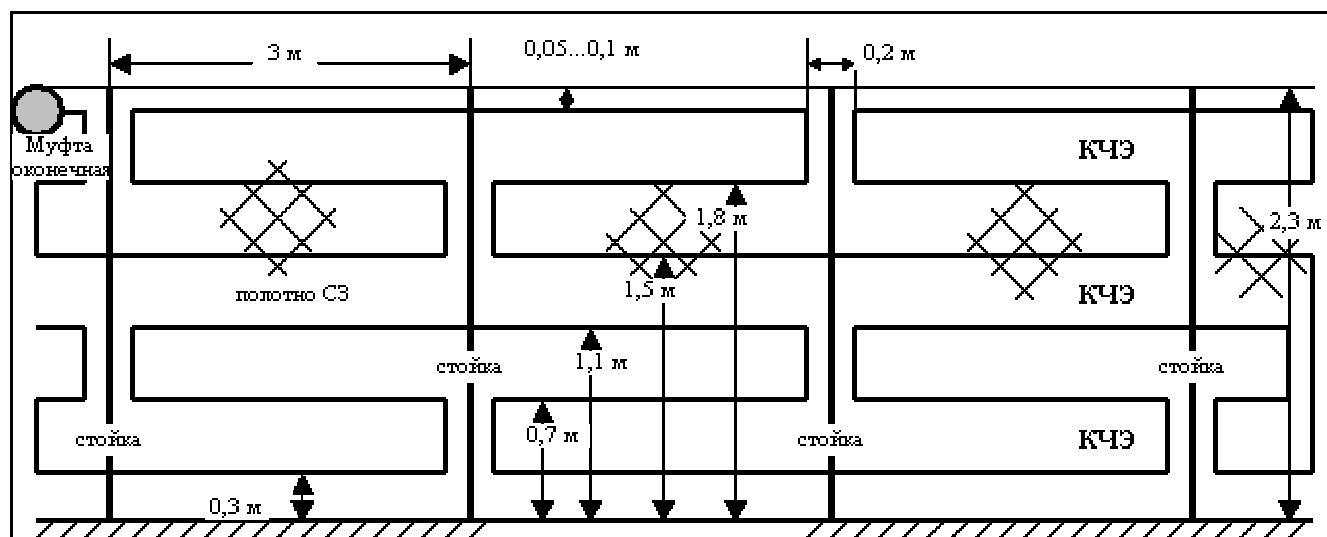 3 м
0,05...0,1 м
0,2 м
Муфта
оконечная
КЧЭ
1,8 м
2,3 м
полотно СЗ
1,5 м
КЧЭ
стойка
1,1 м
стойка
стойка
0,7 м
стойка
КЧЭ
0,3 м